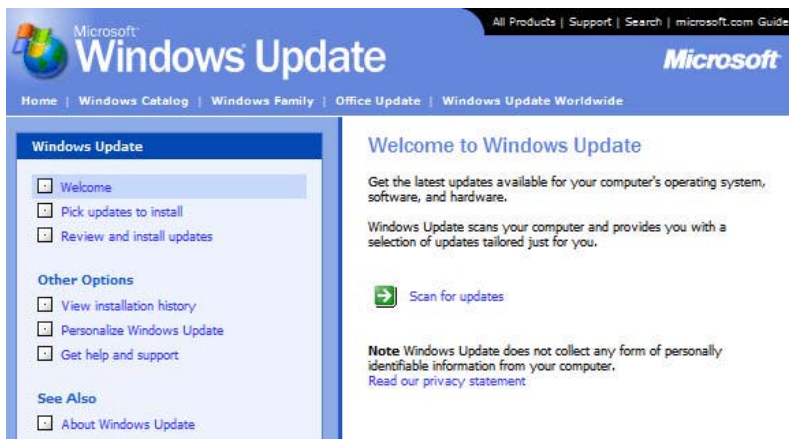 All Products | Support | Search | microsoft.com Guide
Microsoft
Windows Update
Microsoft
Home | Windows Catalog | Windows Family | Office Update | Windows Update Worldwide
Windows Update
Welcome
Pick updates to install
Review and install updates
Other Options
View installation history
Personalize Windows Update
Get help and support
See Also
About Windows Update
Welcome to Windows Update
Get the latest updates available for your computer's operating system,
software, and hardware.
Windows Update scans your computer and provides you with a
selection of updates tailored just for you.
Scan for updates
Note Windows Update does not collect any form of personally
identifiable information from your computer.
Read our privacy statement